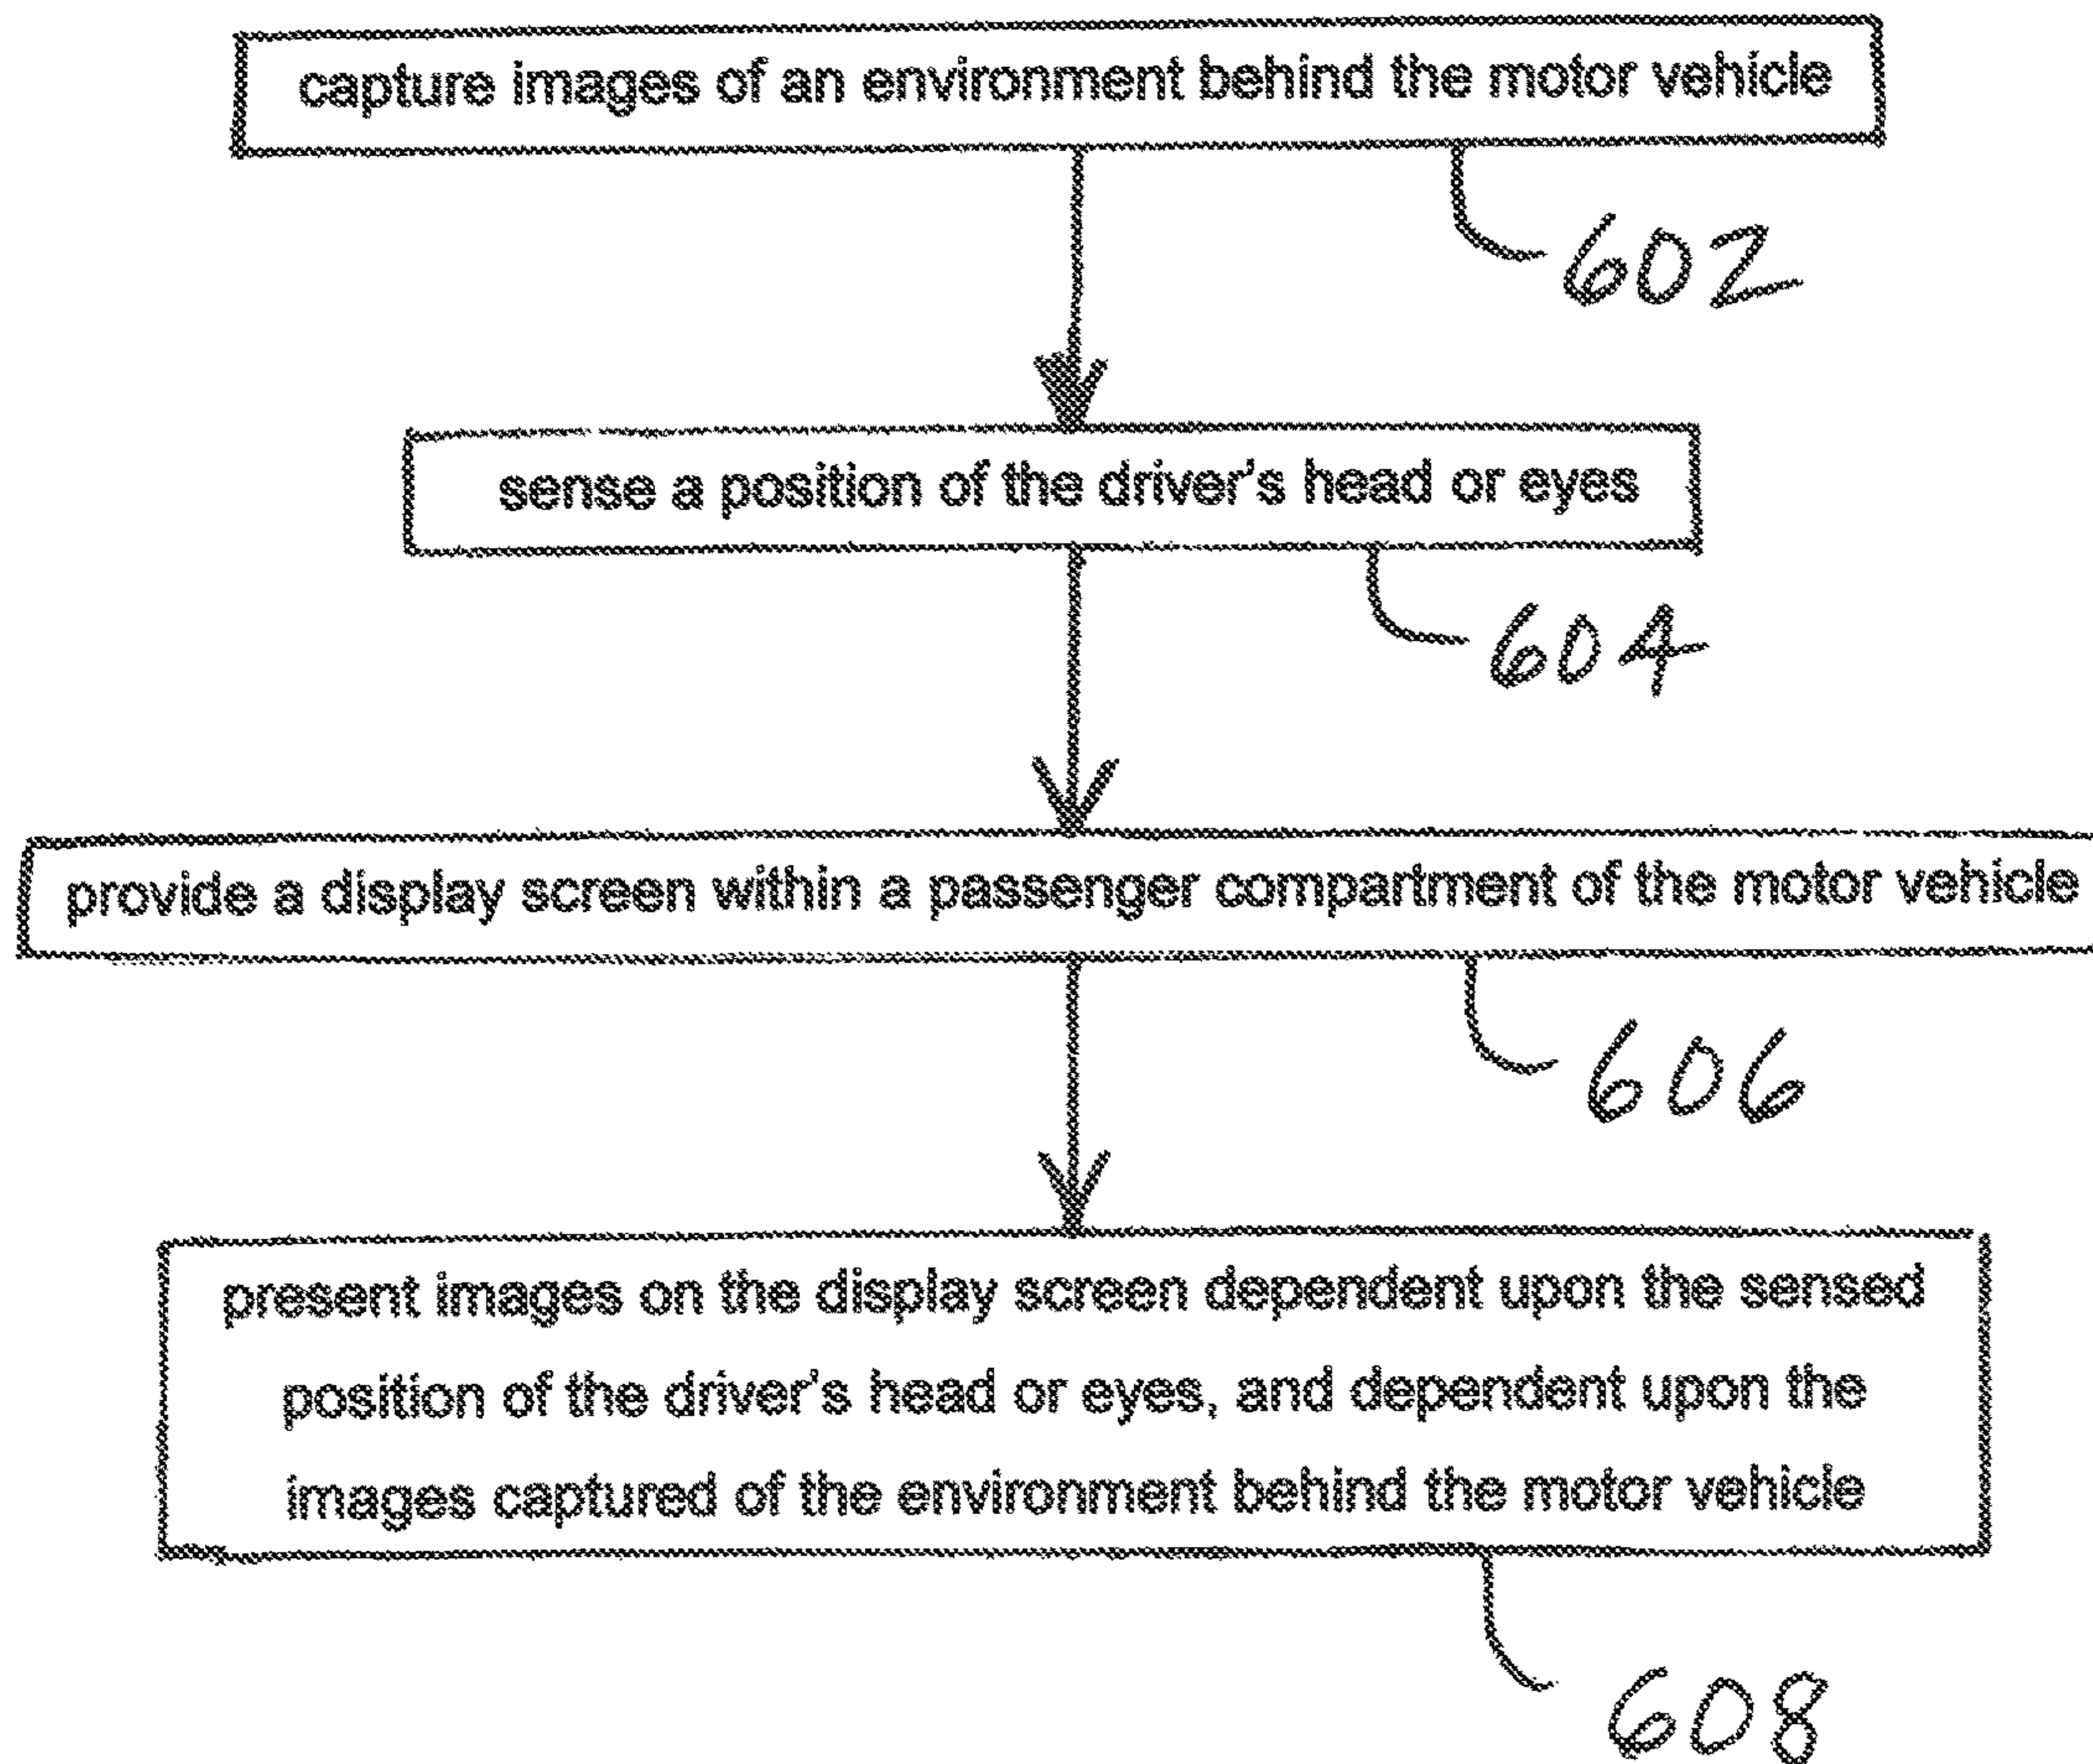 capture images of an environment behind the motor vehicle
602
sense a position of the driver's head or eyes
604
provide a display screen within a passenger compartment of the motor vehicle
606
present images on the display screen dependent upon the sensed
position of the driver's head or eyes, and dependent upon the
images captured of the environment behind the motor vehicle
608